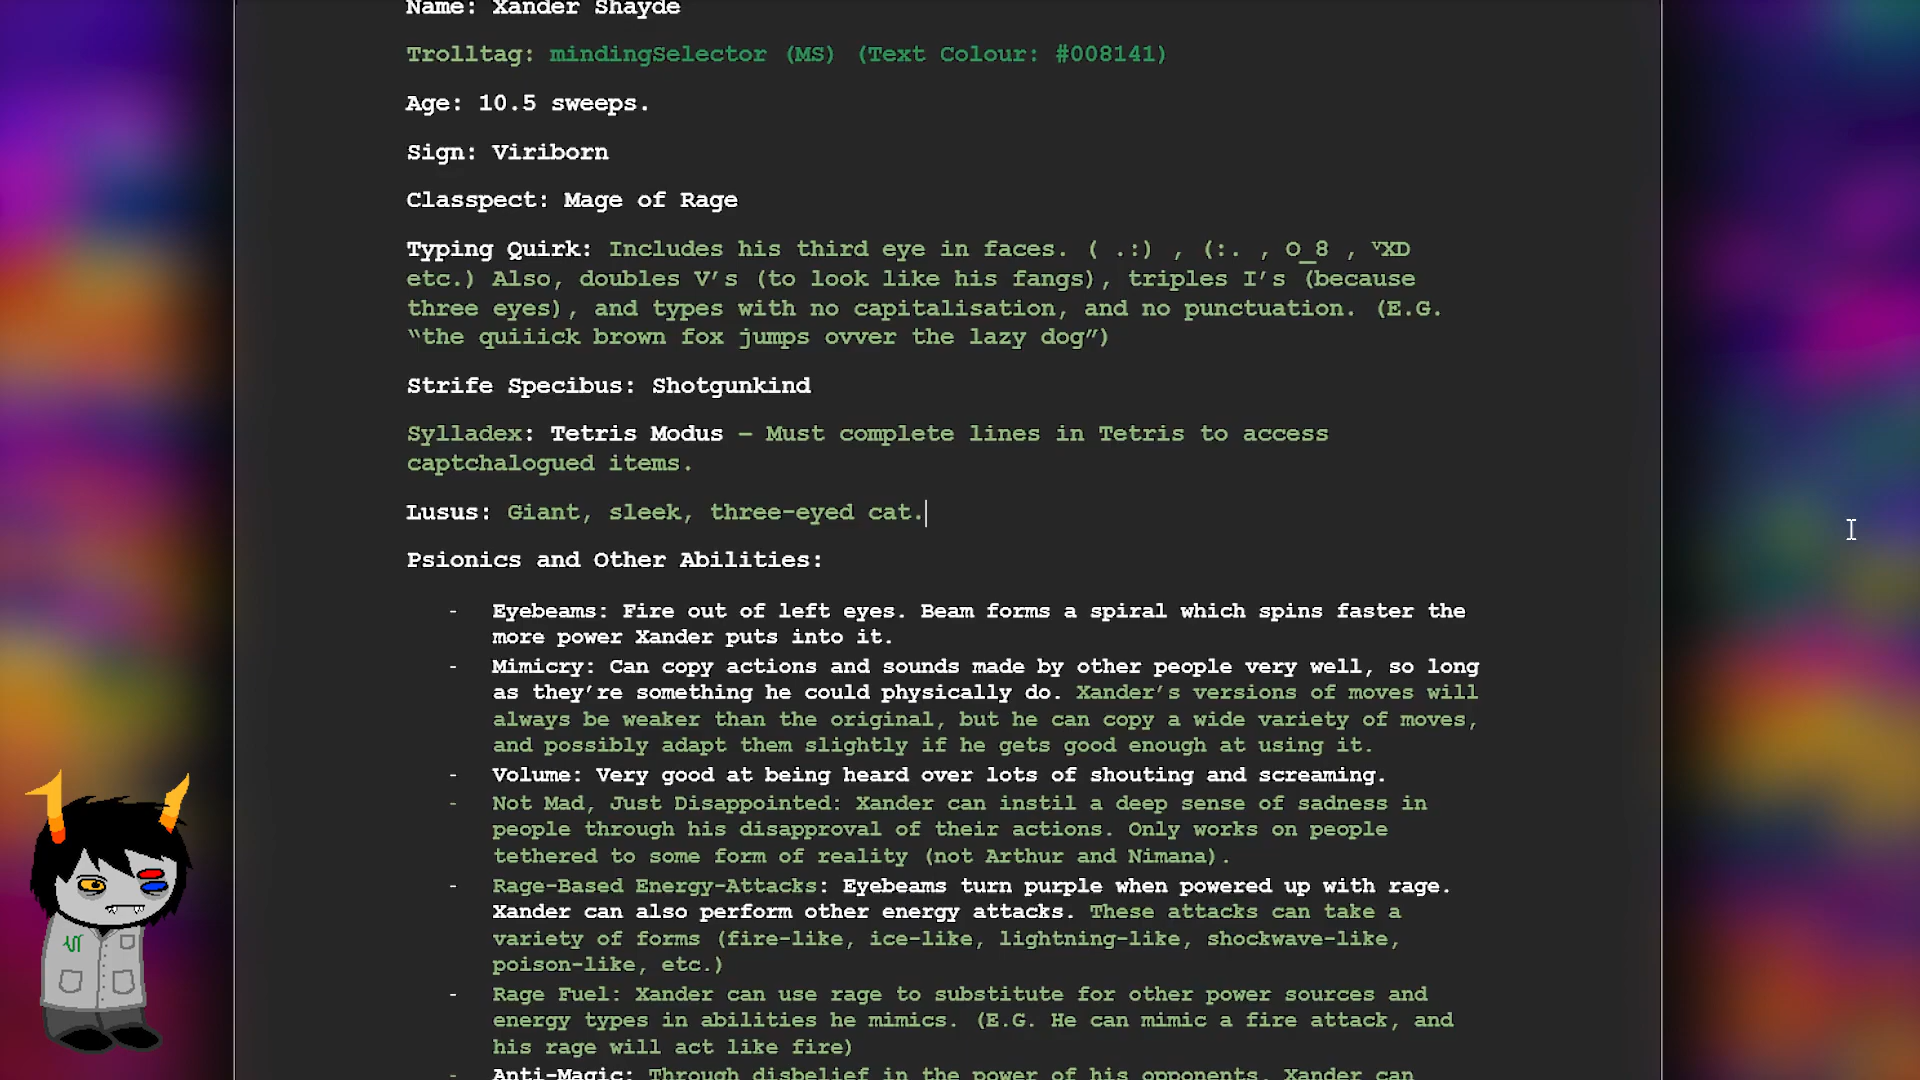 Name: Xander Shayde
Trolltag: mindingSelector (MS) (Text Colour: #008141)
Age: 10.5 sweeps.
Sign: Viriborn
Classpect: Mage of Rage
Typing Quirk: Includes his third eye in faces. ( .:) , (:. , O_8 , ᵛXD
etc.) Also, doubles V’s (to look like his fangs), triples I’s (because
three eyes), and types with no capitalisation, and no punctuation. (E.G.
“the quiiick brown fox jumps ovver the lazy dog”)
Strife Specibus: Shotgunkind
Sylladex: Tetris Modus – Must complete lines in Tetris to access
captchalogued items.
Lusus: Giant, sleek, three-eyed cat.
Psionics and Other Abilities:
- Eyebeams: Fire out of left eyes. Beam forms a spiral which spins faster the
more power Xander puts into it.
- Mimicry: Can copy actions and sounds made by other people very well, so long
as they’re something he could physically do. Xander’s versions of moves will
always be weaker than the original, but he can copy a wide variety of moves,
and possibly adapt them slightly if he gets good enough at using it.
- Volume: Very good at being heard over lots of shouting and screaming.
- Not Mad, Just Disappointed: Xander can instil a deep sense of sadness in
people through his disapproval of their actions. Only works on people
tethered to some form of reality (not Arthur and Nimana).
- Rage-Based Energy-Attacks: Eyebeams turn purple when powered up with rage.
Xander can also perform other energy attacks. These attacks can take a
variety of forms (fire-like, ice-like, lightning-like, shockwave-like,
poison-like, etc.)
- Rage Fuel: Xander can use rage to substitute for other power sources and
energy types in abilities he mimics. (E.G. He can mimic a fire attack, and
his rage will act like fire)
- Anti-Magic: Through disbelief in the power of his opponents, Xander can